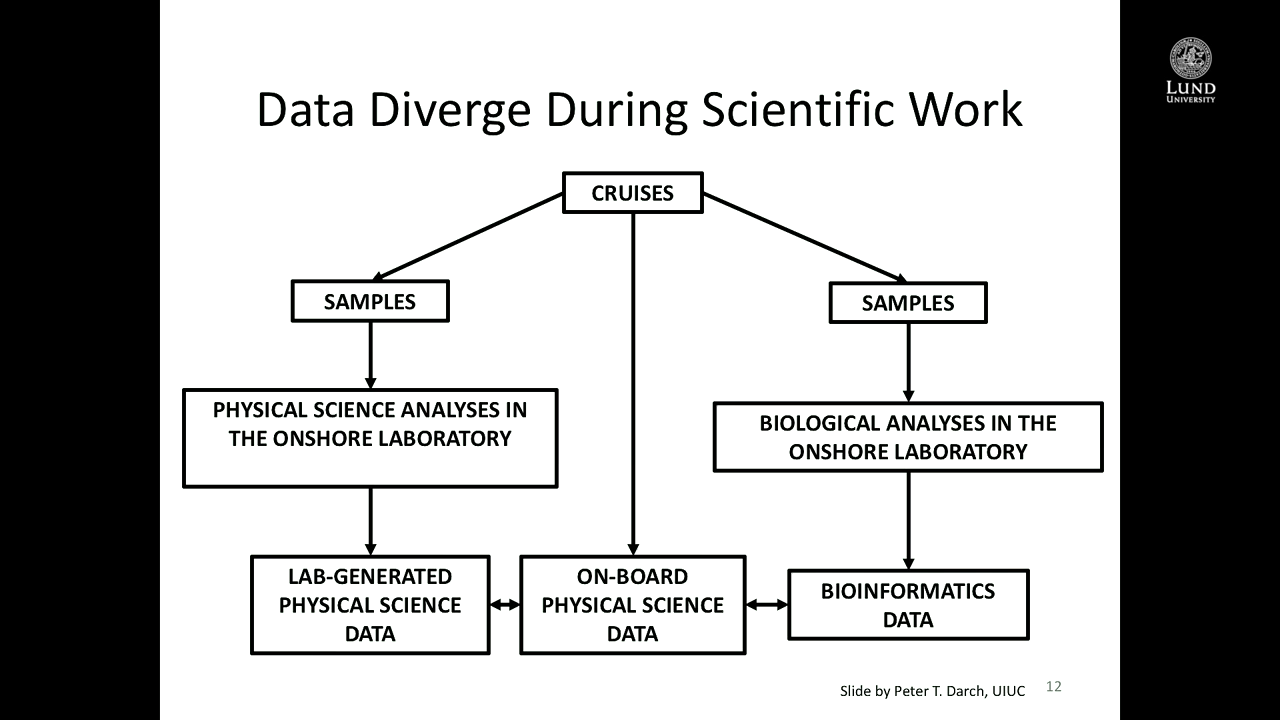 LUND
UNIVERSITY
Data Diverge During Scientific Work
CRUISES
SAMPLES
SAMPLES
PHYSICAL SCIENCE ANALYSES IN
THE ONSHORE LABORATORY
BIOLOGICAL ANALYSES IN THE
ONSHORE LABORATORY
LAB-GENERATED
PHYSICAL SCIENCE
DATA
ON-BOARD
PHYSICAL SCIENCE
DATA
BIOINFORMATICS
DATA
Slide by Peter T. Darch, UIUC
12